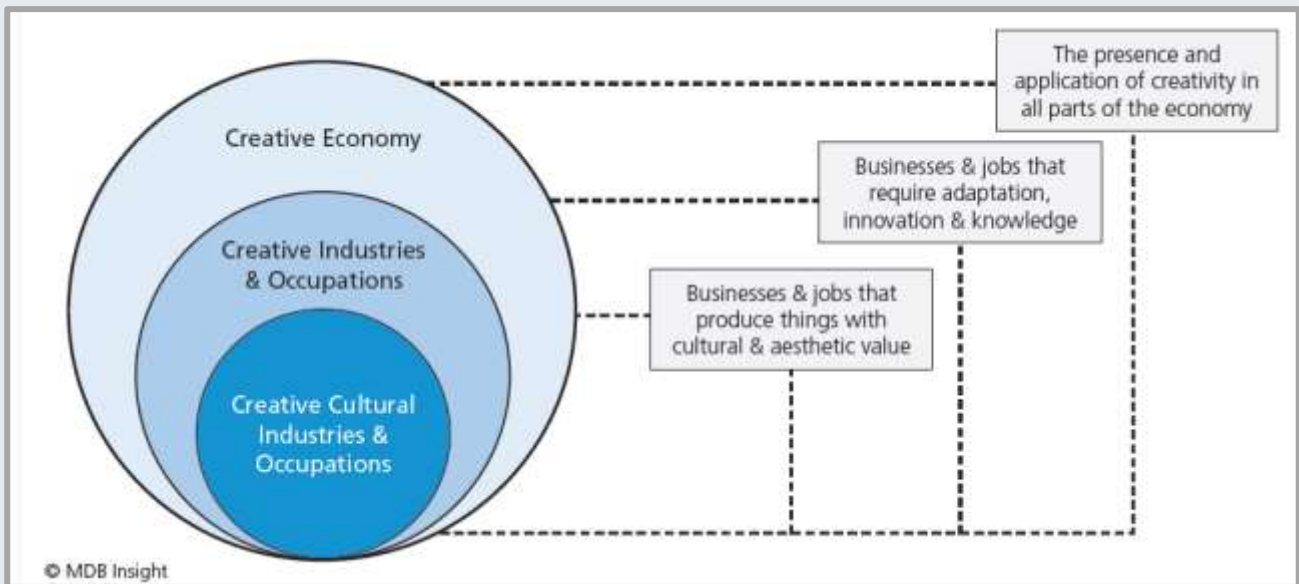 The presence and
application of creativity in
all parts of the economy
Creative Economy
Businesses & jobs that
require adaptation,
innovation & knowledge
Creative Industries
& Occupations
Businesses & jobs that
produce things with
cultural & aesthetic value
Creative Cultural
Industries &
Occupations
© MDB Insight